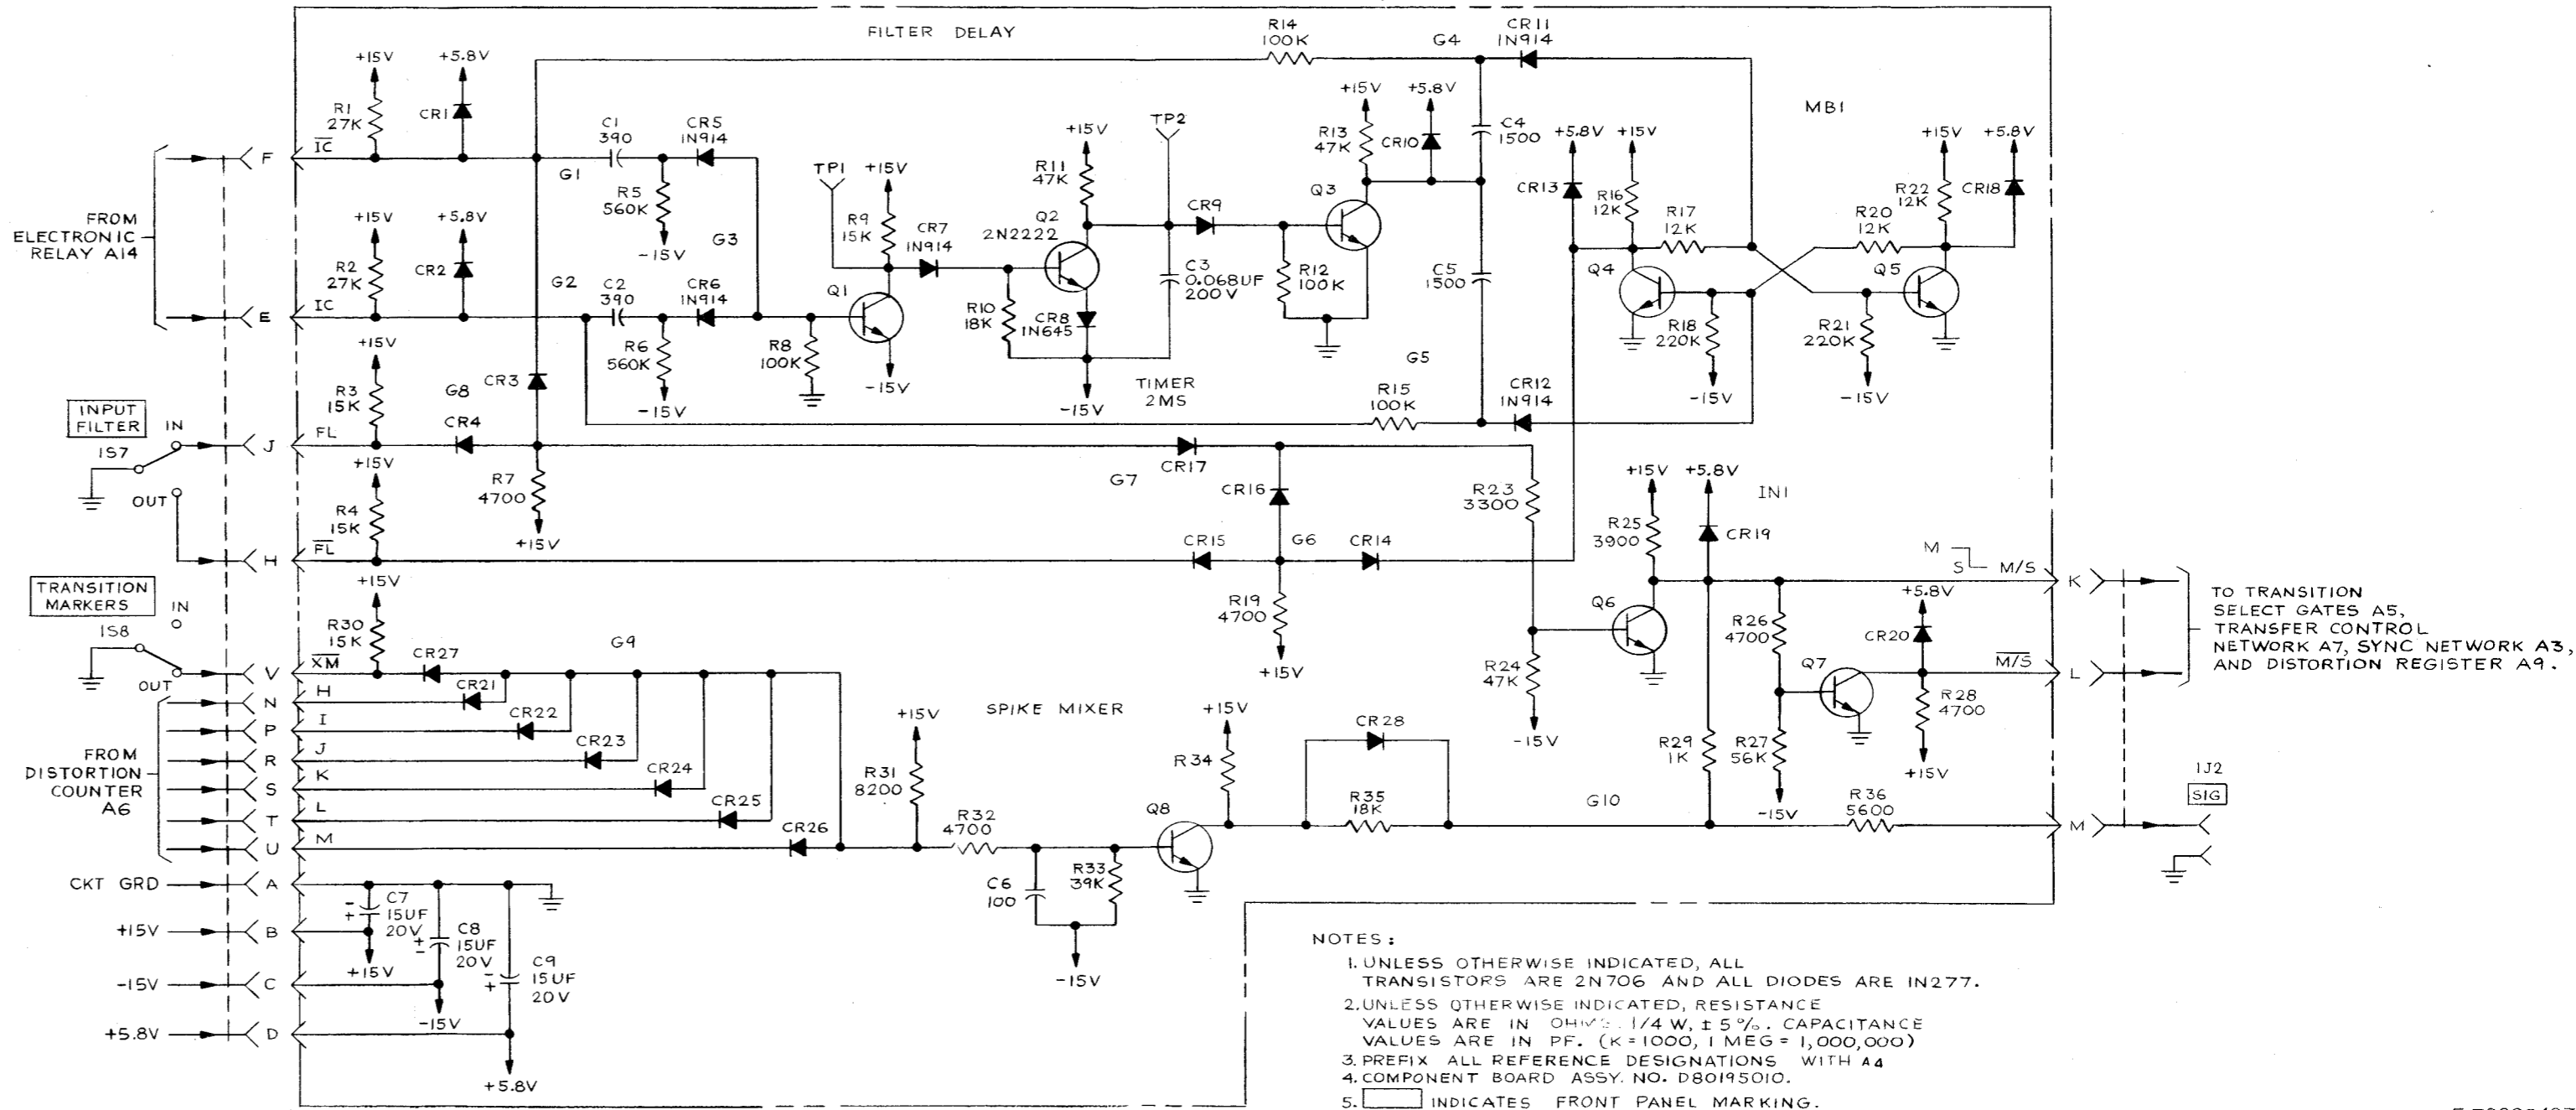 FILTER DELAY
R14
100K
G4
CR11
1N914
+15V
+5.8V
R1
27K
CR1
C1
390
CR5
1N914
+15V
+5.8V
R13
47K
CR10
C4
1500
MB1
FROM
ELECTRONIC
RELAY A14
F
IC
G1
R5
560K
-15V
G3
TP1
+15V
R9
15K
CR7
1N914
+15V
R11
47K
TP2
Q2
2N2222
CR9
Q3
+5.8V
+15V
CR13
R16
12K
R17
12K
+15V
+5.8V
R22
12K
CR18
R20
12K
+15V
+5.8V
R2
27K
CR2
G2
C2
390
CR6
1N914
Q1
R10
18K
CR8
1N645
C3
0.068UF
200V
R12
100K
C5
1500
Q4
Q5
R18
220K
R21
220K
E
IC
R6
560K
-15V
R8
100K
-15V
-15V
TIMER
2MS
G5
R15
100K
CR12
1N914
-15V
-15V
INPUT
FILTER
IN
1S7
OUT
+15V
R3
15K
G8
CR3
J
FL
CR4
CR17
+15V
R4
15K
R7
4700
+15V
G7
CR16
R23
3300
+15V
+5.8V
IN1
R25
3900
CR19
H
FL
CR15
G6
CR14
M
S
M/S
K
TRANSITION
MARKERS
IN
1S8
OUT
+15V
R30
15K
G9
R19
4700
+15V
Q6
R26
4700
+5.8V
CR20
TO TRANSITION
SELECT GATES A5,
TRANSFER CONTROL
NETWORK A7, SYNC NETWORK A3,
AND DISTORTION REGISTER A9.
V
XM
CR27
R24
47K
-15V
Q7
M/S
L
R28
4700
+15V
FROM
DISTORTION
COUNTER
A6
N
H
CR21
P
I
CR22
R
J
CR23
S
K
CR24
T
L
CR25
U
M
CR26
SPIKE MIXER
+15V
R31
8200
R32
4700
+15V
R34
CR28
R35
18K
R29
1K
R27
56K
-15V
G10
R36
5600
M
1J2
SIG
Q8
C6
100
R33
39K
-15V
CKT GRD
A
C7
15UF
20V
+15V
B
+15V
C8
15UF
20V
-15V
C
-15V
C9
15UF
20V
+5.8V
D
+5.8V
NOTES:
1. UNLESS OTHERWISE INDICATED, ALL
TRANSISTORS ARE 2N706 AND ALL DIODES ARE IN277.
2. UNLESS OTHERWISE INDICATED, RESISTANCE
VALUES ARE IN OHMS. 1/4 W, ± 5%. CAPACITANCE
VALUES ARE IN PF. (K = 1000, 1 MEG = 1,000,000)
3. PREFIX ALL REFERENCE DESIGNATIONS WITH A4
4. COMPONENT BOARD ASSY. NO. D80195010.
5. INDICATES FRONT PANEL MARKING.